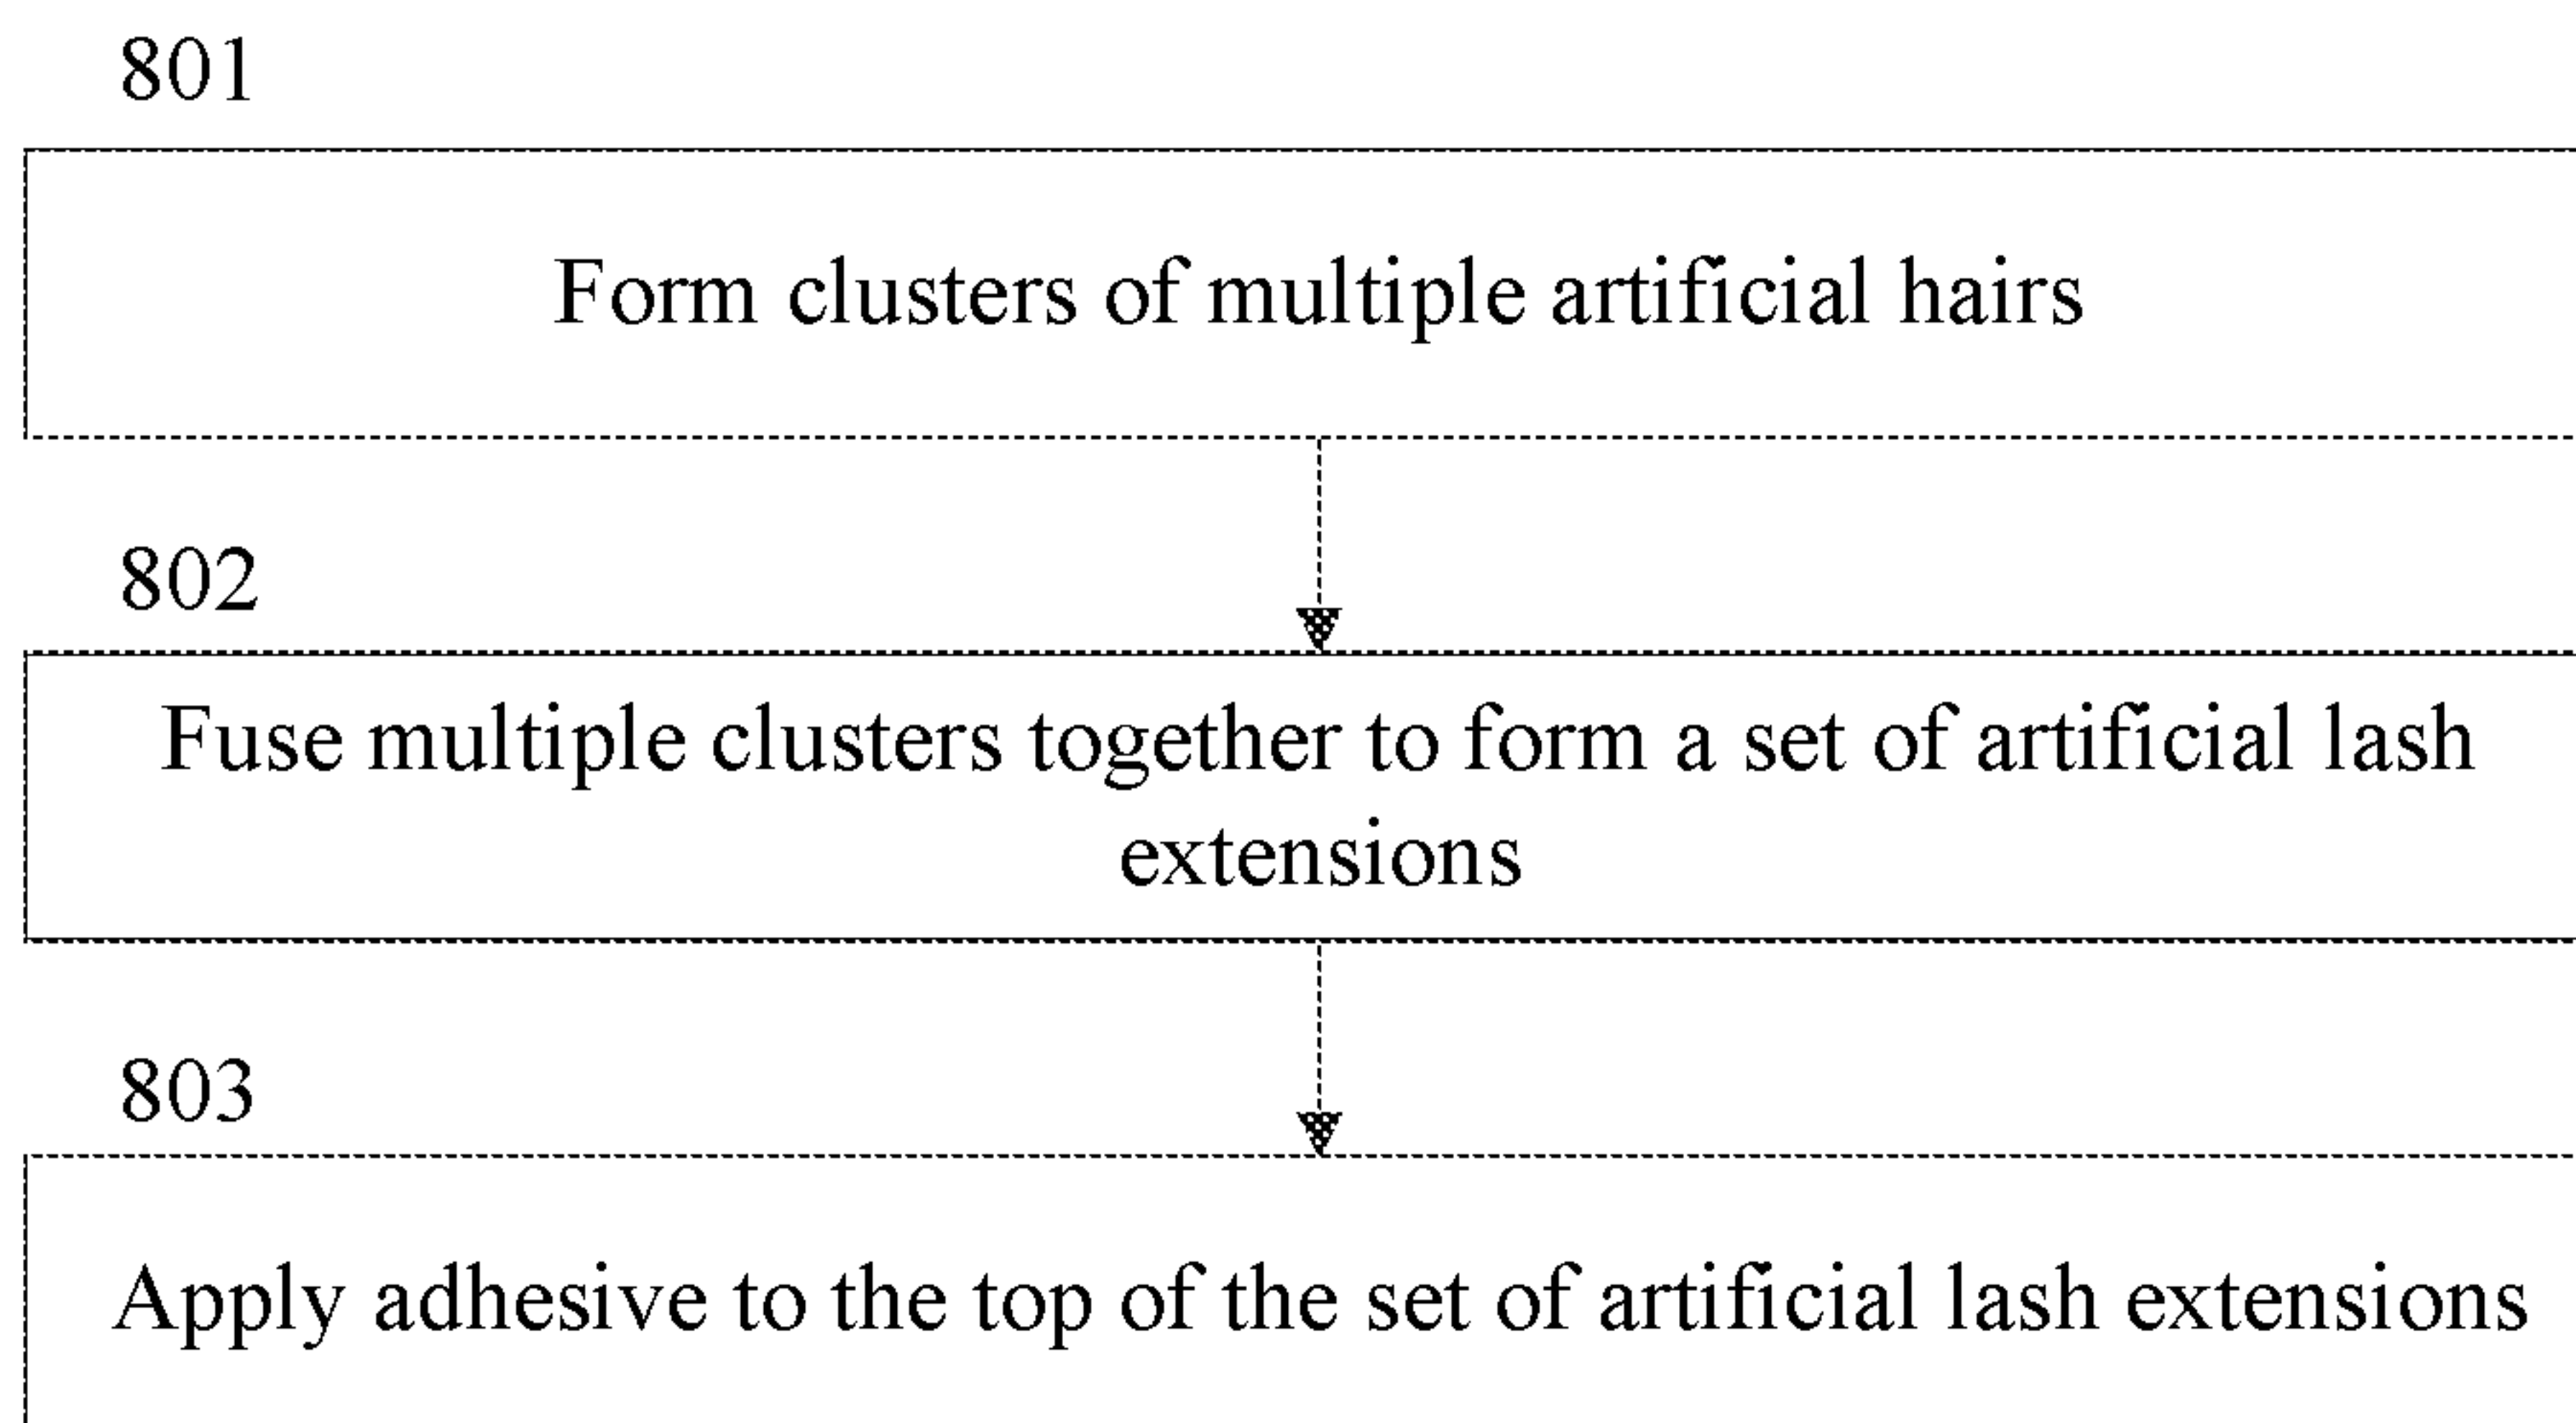 801
Form clusters of multiple artificial hairs
802
Fuse multiple clusters together to form a set of artificial lash
extensions
803
Apply adhesive to the top of the set of artificial lash extensions